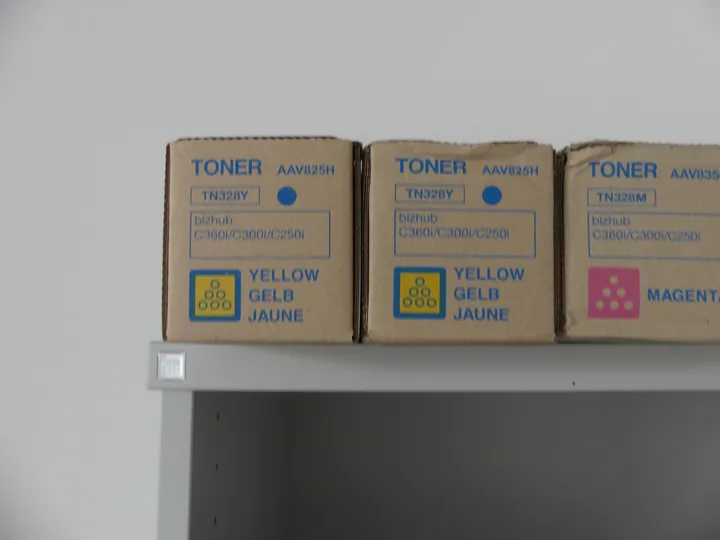 TONER AAV825H
TN328Y
bizhub
C360i/C300i/C250i
YELLOW
GELB
JAUNE
TONER AAV825H
TN328Y
bizhub
C360i/C300i/C250i
YELLOW
GELB
JAUNE
TONER AAV835
TN328M
bizhub
C360i/C300i/C250i
MAGENTA